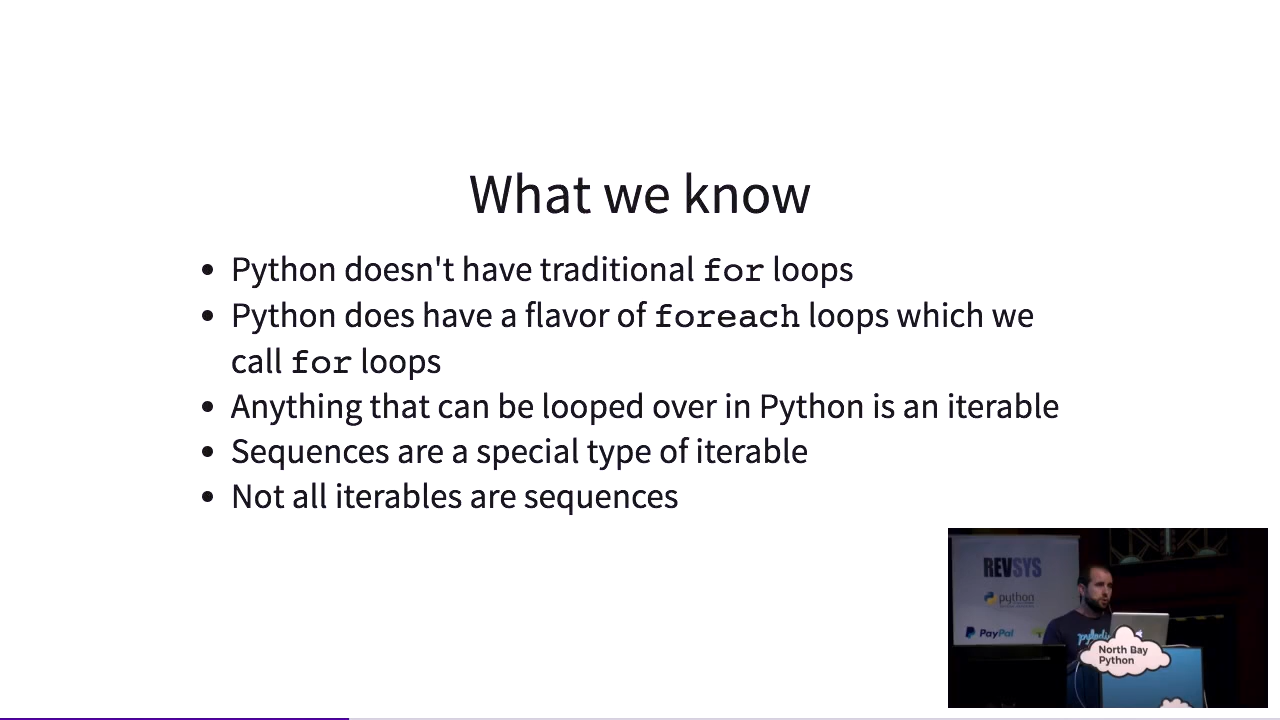 What we know
• Python doesn't have traditional for loops
• Python does have a flavor of foreach loops which we
call for loops
• Anything that can be looped over in Python is an iterable
• Sequences are a special type of iterable
• Not all iterables are sequences
REVSYS
python
PayPal
North Bay
Python